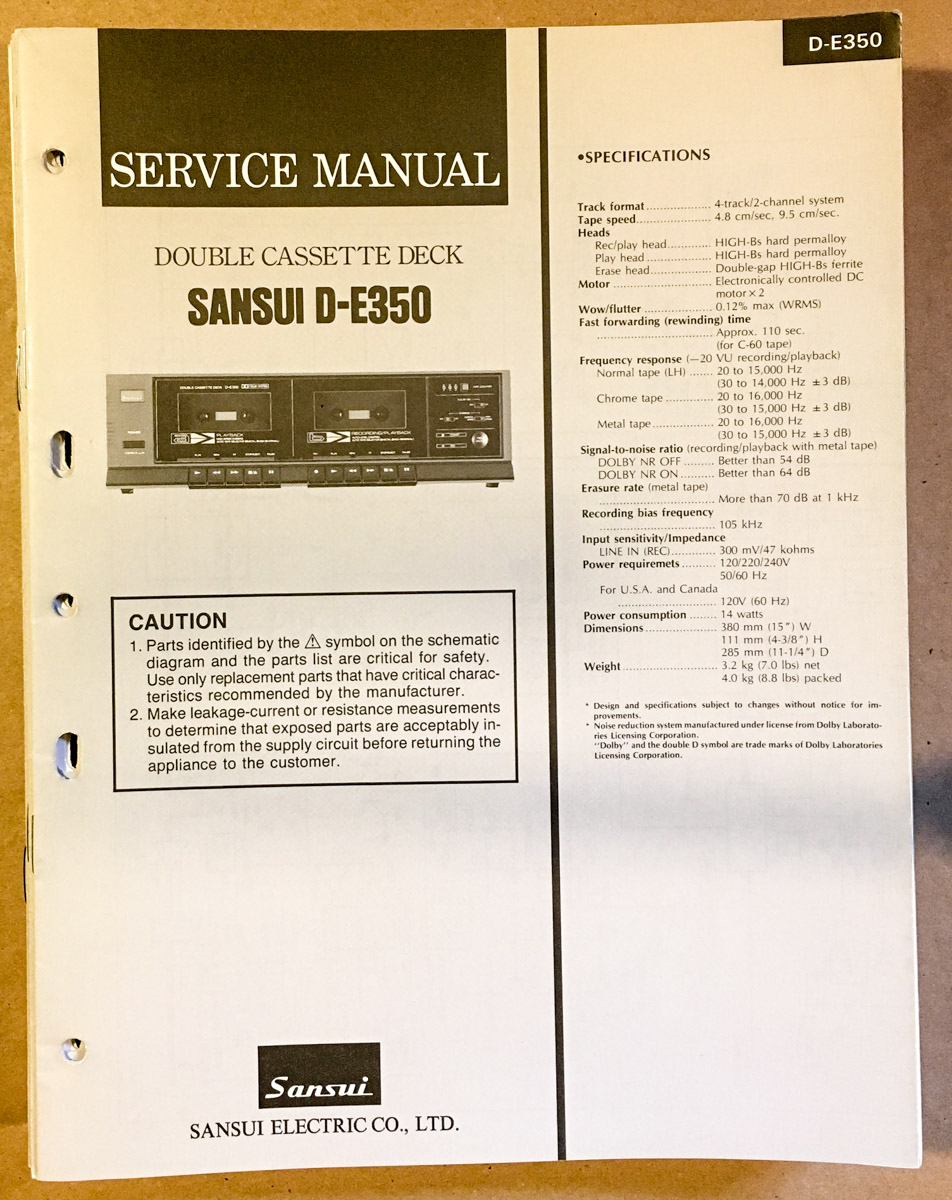 D-E350
SERVICE MANUAL
DOUBLE CASSETTE DECK
SANSUI D-E350
Sansui
DOUBLE CASSETTE DECK D-E350
PLAYBACK
RECORDING/PLAYBACK
CAUTION
1. Parts identified by the ⚠ symbol on the schematic
diagram and the parts list are critical for safety.
Use only replacement parts that have critical charac-
teristics recommended by the manufacturer.
2. Make leakage-current or resistance measurements
to determine that exposed parts are acceptably in-
sulated from the supply circuit before returning the
appliance to the customer.
Sansui
SANSUI ELECTRIC CO., LTD.
•SPECIFICATIONS
Track format ................... 4-track/2-channel system
Tape speed...................... 4.8 cm/sec, 9.5 cm/sec.
Heads
Rec/play head............ HIGH-Bs hard permalloy
Play head .................. HIGH-Bs hard permalloy
Erase head................. Double-gap HIGH-Bs ferrite
Motor ............................ Electronically controlled DC
motor × 2
Wow/flutter .................... 0.12% max (WRMS)
Fast forwarding (rewinding) time
.................................. Approx. 110 sec.
(for C-60 tape)
Frequency response (−20 VU recording/playback)
Normal tape (LH) ....... 20 to 15,000 Hz
(30 to 14,000 Hz ±3 dB)
Chrome tape .............. 20 to 16,000 Hz
(30 to 15,000 Hz ±3 dB)
Metal tape.................. 20 to 16,000 Hz
(30 to 15,000 Hz ±3 dB)
Signal-to-noise ratio (recording/playback with metal tape)
DOLBY NR OFF ......... Better than 54 dB
DOLBY NR ON .......... Better than 64 dB
Erasure rate (metal tape)
.................................. More than 70 dB at 1 kHz
Recording bias frequency
.................................. 105 kHz
Input sensitivity/Impedance
LINE IN (REC)............. 300 mV/47 kohms
Power requiremets .......... 120/220/240V
50/60 Hz
For U.S.A. and Canada
............................. 120V (60 Hz)
Power consumption ........ 14 watts
Dimensions ..................... 380 mm (15″) W
111 mm (4-3/8″) H
285 mm (11-1/4″) D
Weight ............................ 3.2 kg (7.0 lbs) net
4.0 kg (8.8 lbs) packed
* Design and specifications subject to changes without notice for im-
provements.
* Noise reduction system manufactured under license from Dolby Laborato-
ries Licensing Corporation.
"Dolby" and the double D symbol are trade marks of Dolby Laboratories
Licensing Corporation.